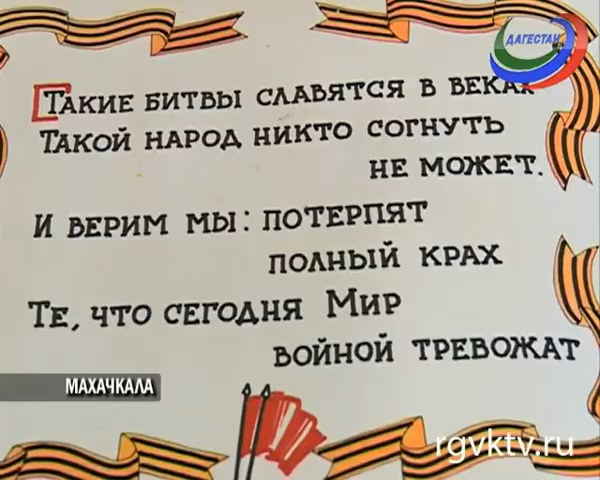 ДАГЕСТАН
ТАКИЕ БИТВЫ СЛАВЯТСЯ В ВЕКАХ
ТАКОЙ НАРОД НИКТО СОГНУТЬ
НЕ МОЖЕТ.
И ВЕРИМ МЫ: ПОТЕРПЯТ
ПОЛНЫЙ КРАХ
ТЕ, ЧТО СЕГОДНЯ МИР
ВОЙНОЙ ТРЕВОЖАТ
МАХАЧКАЛА
rgvktv.ru